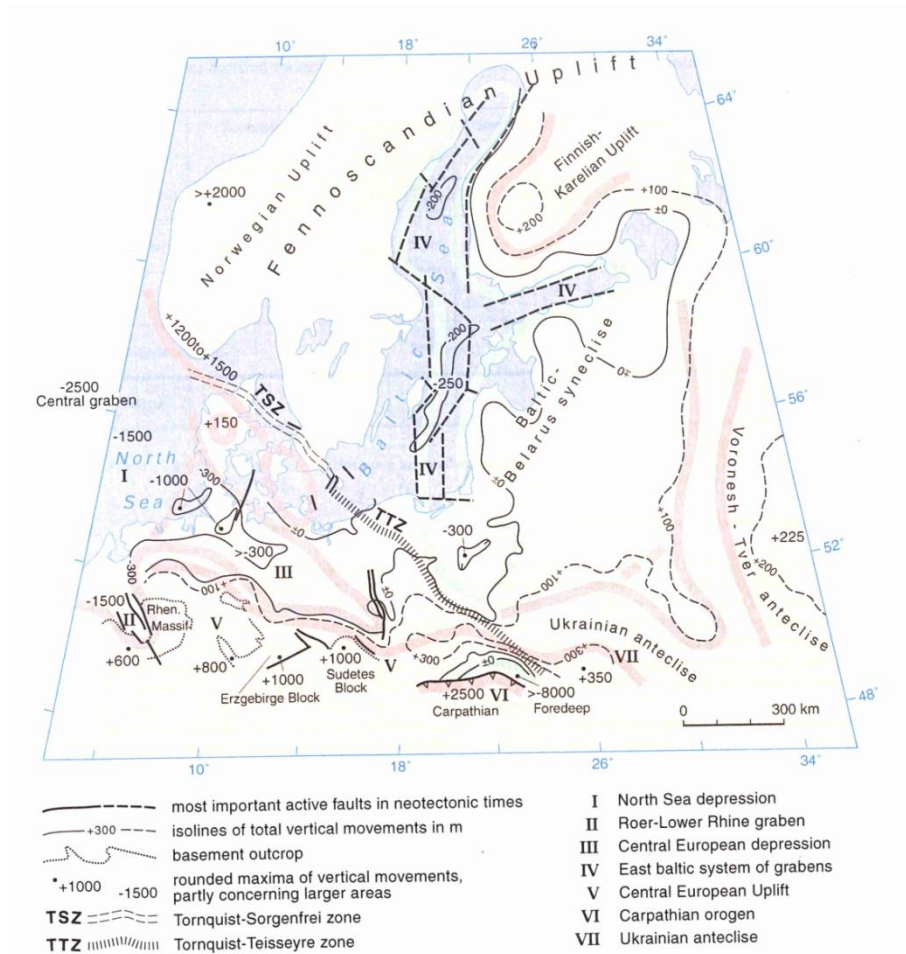 10°
18°
26°
34°
64°
Fennoscandian Uplift
Norwegian Uplift
Finnish-
Karelian Uplift
>+2000
-200
+200
+100
±0
IV
60°
IV
+1200to+1500
-200
-2500
Central graben
TSZ
-250
±0
Baltic Sea
Baltic-
Belarus syneclise
56°
+150
-1500
North
Sea
I
-1000
-300
IV
±0
Voronesh - Tver anteclise
+100
TTZ
±0
-300
+225
52°
>-300
+200
-300
III
+100
±0
+100
-1500
II
Rhen.
Massif
V
Ukrainian anteclise
+600
+800
+1000
+1000
Sudetes
Block
V
+300
±0
+300
VII
+350
Erzgebirge Block
+2500
VI
>-8000
Carpathian
Foredeep
0
300 km
48°
10°
18°
26°
34°
most important active faults in neotectonic times
+300
isolines of total vertical movements in m
basement outcrop
+1000 -1500
rounded maxima of vertical movements,
partly concerning larger areas
TSZ
Tornquist-Sorgenfrei zone
TTZ
Tornquist-Teisseyre zone
I North Sea depression
II Roer-Lower Rhine graben
III Central European depression
IV East baltic system of grabens
V Central European Uplift
VI Carpathian orogen
VII Ukrainian anteclise